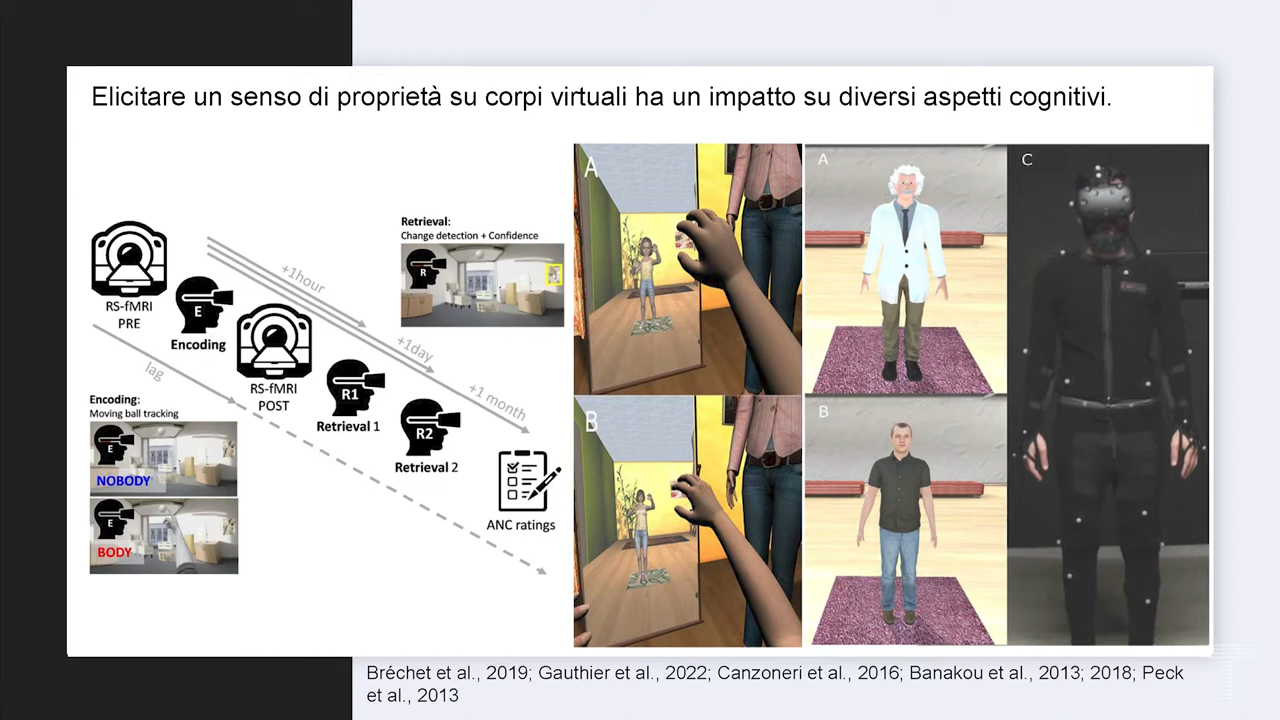 Elicitare un senso di proprietà su corpi virtuali ha un impatto su diversi aspetti cognitivi.
RS-fMRI
PRE
E
Encoding
RS-fMRI
POST
R1
Retrieval 1
R2
Retrieval 2
ANC ratings
lag
+1hour
+1day
+1 month
Retrieval:
Change detection + Confidence
R
Encoding:
Moving ball tracking
E
NOBODY
E
BODY
A
B
A
B
C
Bréchet et al., 2019; Gauthier et al., 2022; Canzoneri et al., 2016; Banakou et al., 2013; 2018; Peck
et al., 2013